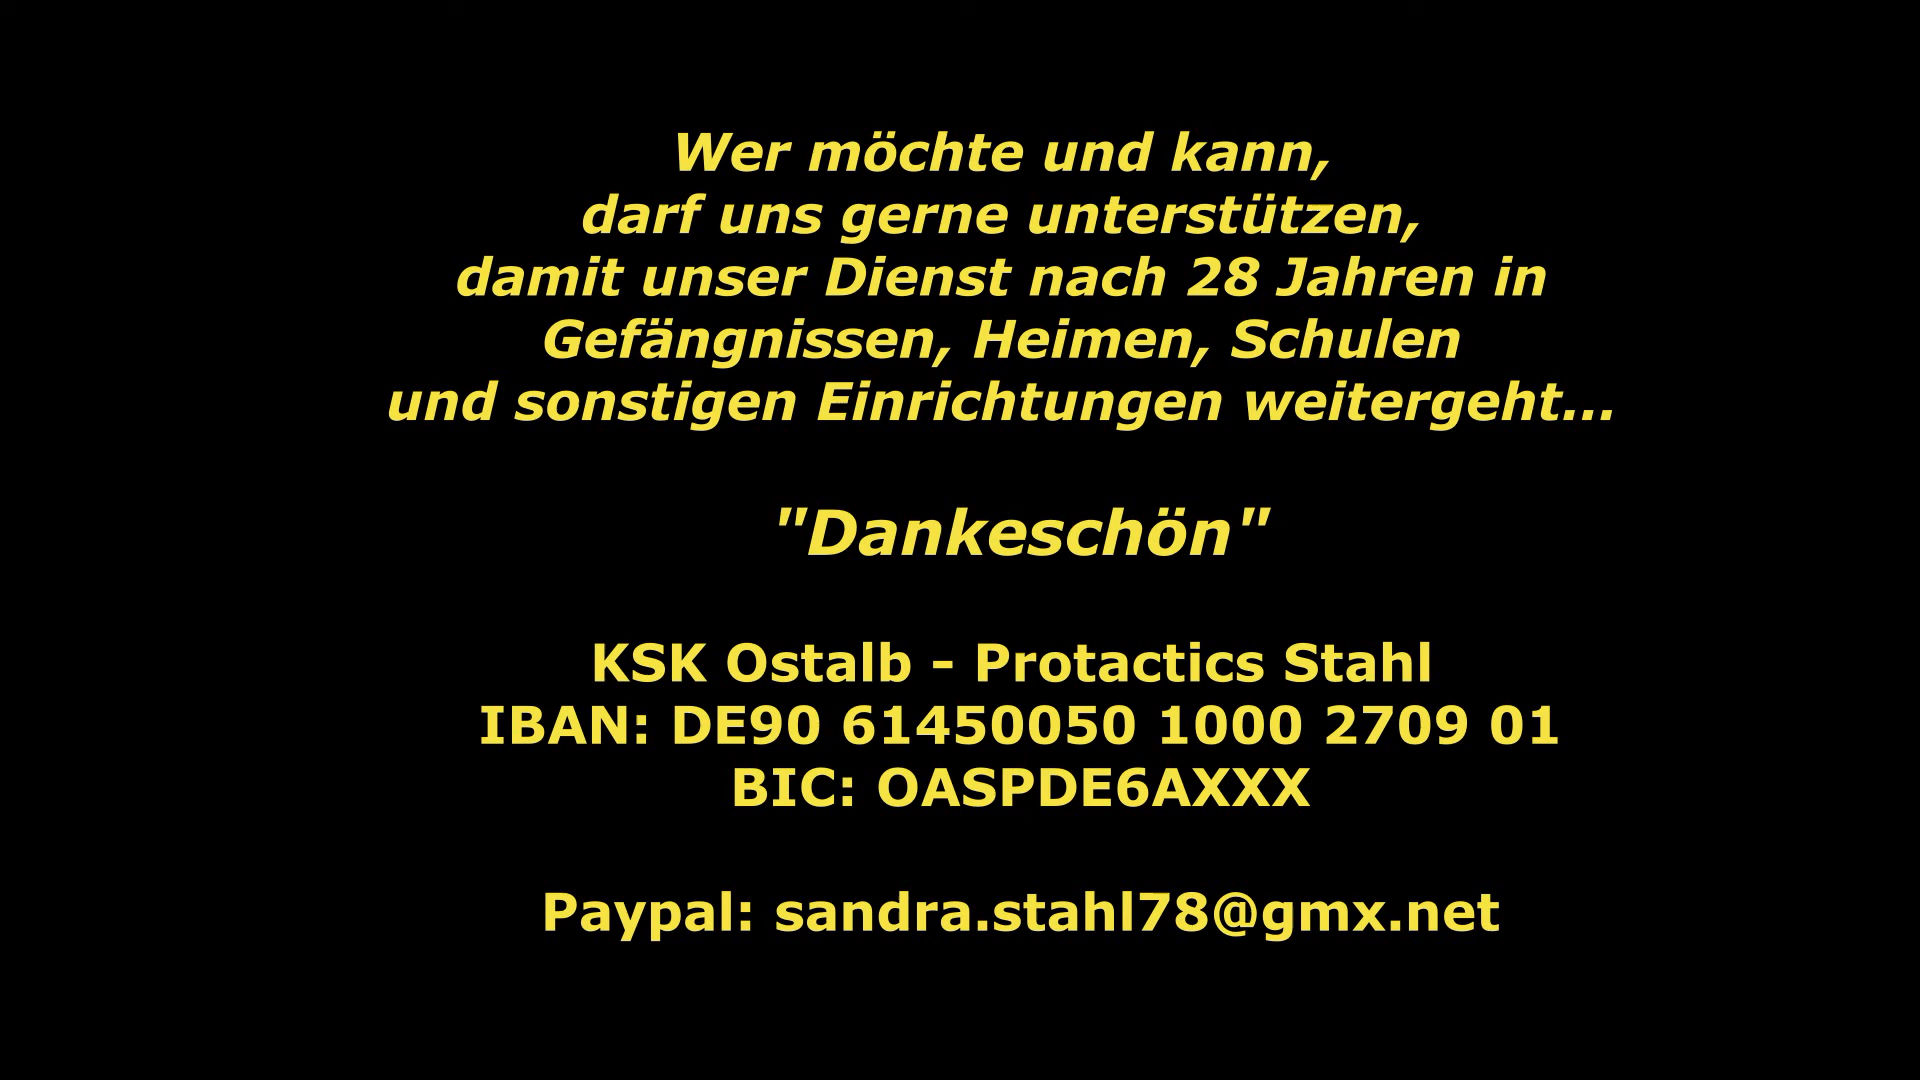 Wer möchte und kann,
darf uns gerne unterstützen,
damit unser Dienst nach 28 Jahren in
Gefängnissen, Heimen, Schulen
und sonstigen Einrichtungen weitergeht...
"Dankeschön"
KSK Ostalb - Protactics Stahl
IBAN: DE90 61450050 1000 2709 01
BIC: OASPDE6AXXX
Paypal: sandra.stahl78@gmx.net